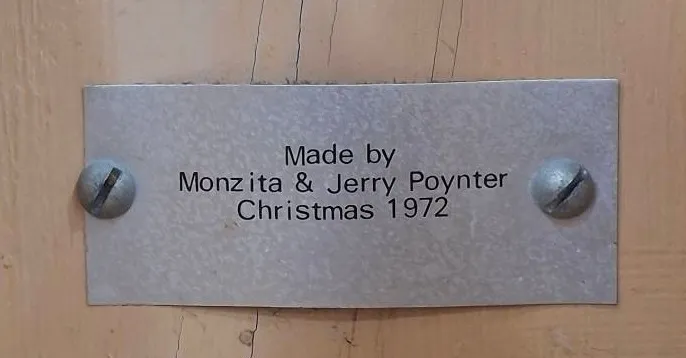 Made by
Monzita & Jerry Poynter
Christmas 1972